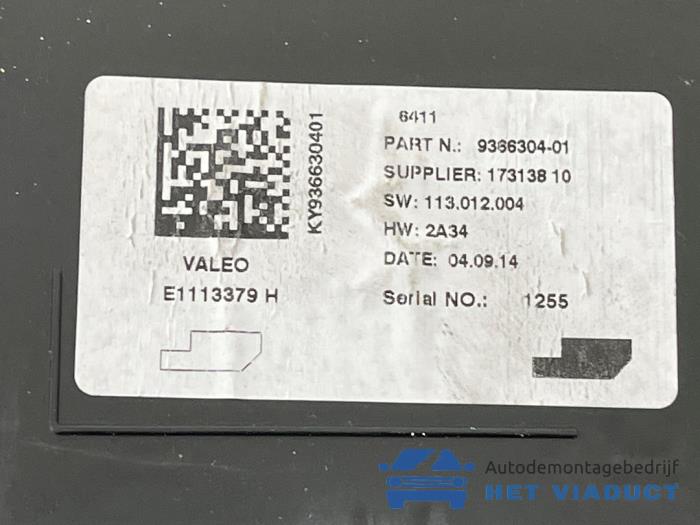 6411
PART N.: 9366304-01
SUPPLIER: 17313810
SW: 113.012.004
HW: 2A34
DATE: 04.09.14
Serial NO.: 1255
KY936630401
VALEO
E1113379 H
Autodemontagebedrijf
HET VIADUCT